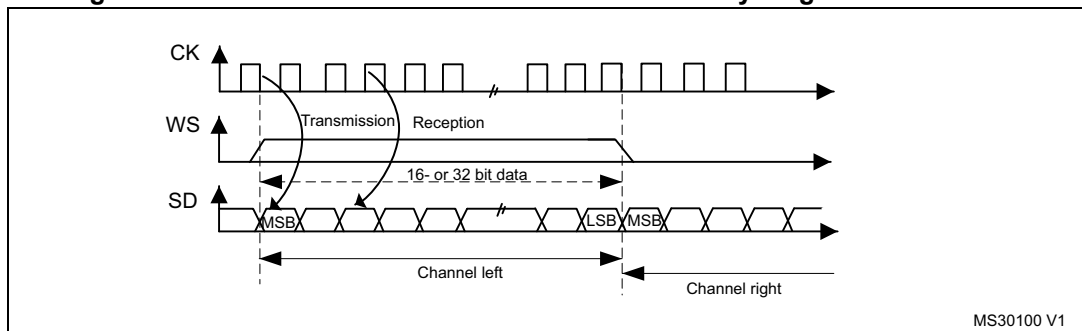 CK
Transmission Reception
WS
16- or 32 bit data
SD
MSB LSB MSB
Channel left
Channel right
MS30100 V1